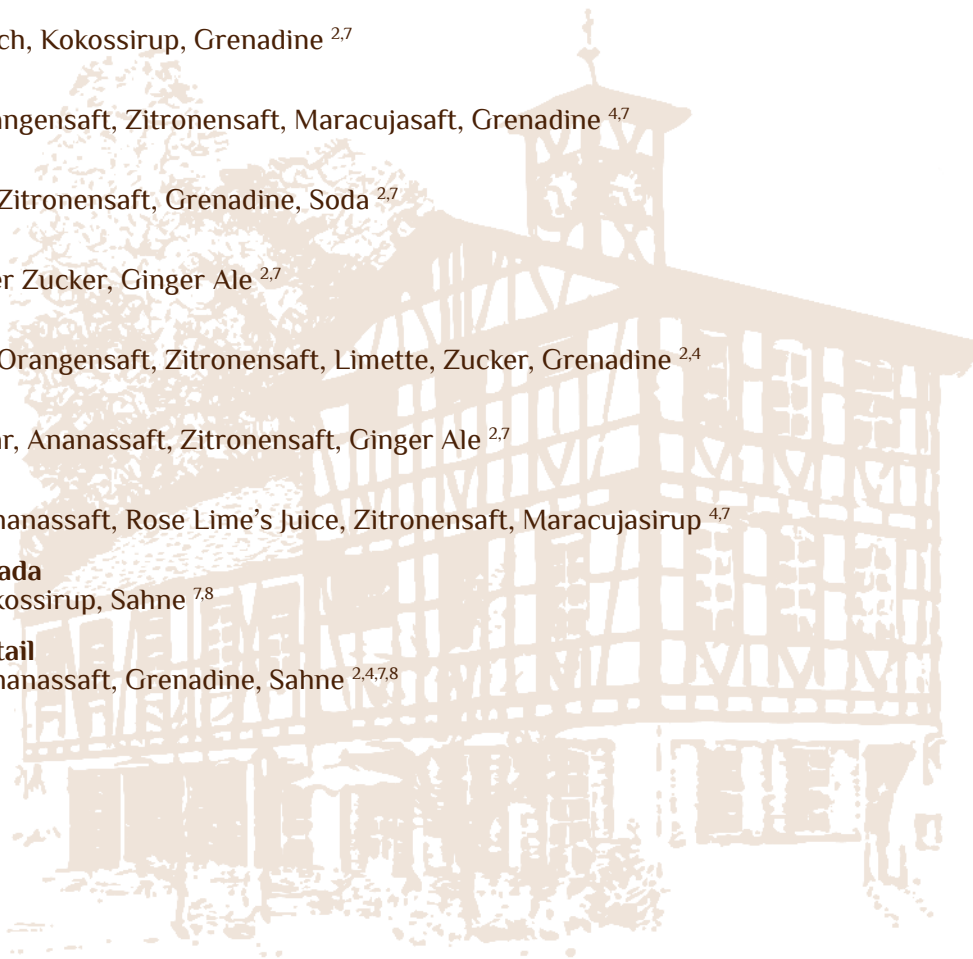 ch, Kokossirup, Grenadine 2,7
angensaft, Zitronensaft, Maracujasaft, Grenadine 4,7
Zitronensaft, Grenadine, Soda 2,7
er Zucker, Ginger Ale 2,7
Orangensaft, Zitronensaft, Limette, Zucker, Grenadine 2,4
ar, Ananassaft, Zitronensaft, Ginger Ale 2,7
nanassaft, Rose Lime’s Juice, Zitronensaft, Maracujasirup 4,7
ada
kossirup, Sahne 7,8
tail
nanassaft, Grenadine, Sahne 2,4,7,8